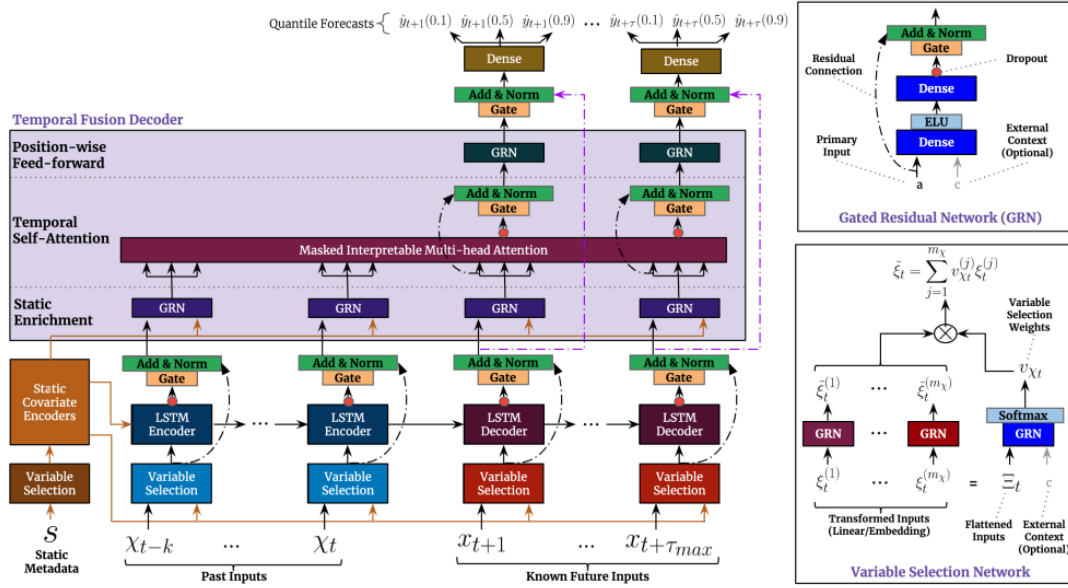 Quantile Forecasts
ŷt+1(0.1) ŷt+1(0.5) ŷt+1(0.9) ... ŷt+τ(0.1) ŷt+τ(0.5) ŷt+τ(0.9)
Dense Dense
Add & Norm Add & Norm
Gate Gate
Temporal Fusion Decoder
Position-wise
Feed-forward
GRN GRN
Add & Norm Add & Norm
Gate Gate
Temporal
Self-Attention
Masked Interpretable Multi-head Attention
Static
Enrichment
GRN GRN GRN GRN
Add & Norm Add & Norm Add & Norm Add & Norm
Gate Gate Gate Gate
Static
Covariate
Encoders
LSTM
Encoder
...
LSTM
Encoder
LSTM
Decoder
...
LSTM
Decoder
Variable
Selection
Variable
Selection
Variable
Selection
Variable
Selection
Variable
Selection
s
Static
Metadata
χt−k ... χt xt+1 ... xt+τmax
Past Inputs
Known Future Inputs
Add & Norm
Gate
Residual
Connection
Dropout
Dense
ELU
Dense
Primary
Input
External
Context
(Optional)
a c
Gated Residual Network (GRN)
ξ̃t = ∑ j=1 mχ vχt(j) ξ̃t(j)
Variable
Selection
Weights
⊗
vχt
ξ̃t(1) ... ξ̃t(mχ)
Softmax
GRN ... GRN GRN
ξt(1) ... ξt(mχ) = Ξt c
Transformed Inputs
(Linear/Embedding)
Flattened
Inputs
External
Context
(Optional)
Variable Selection Network